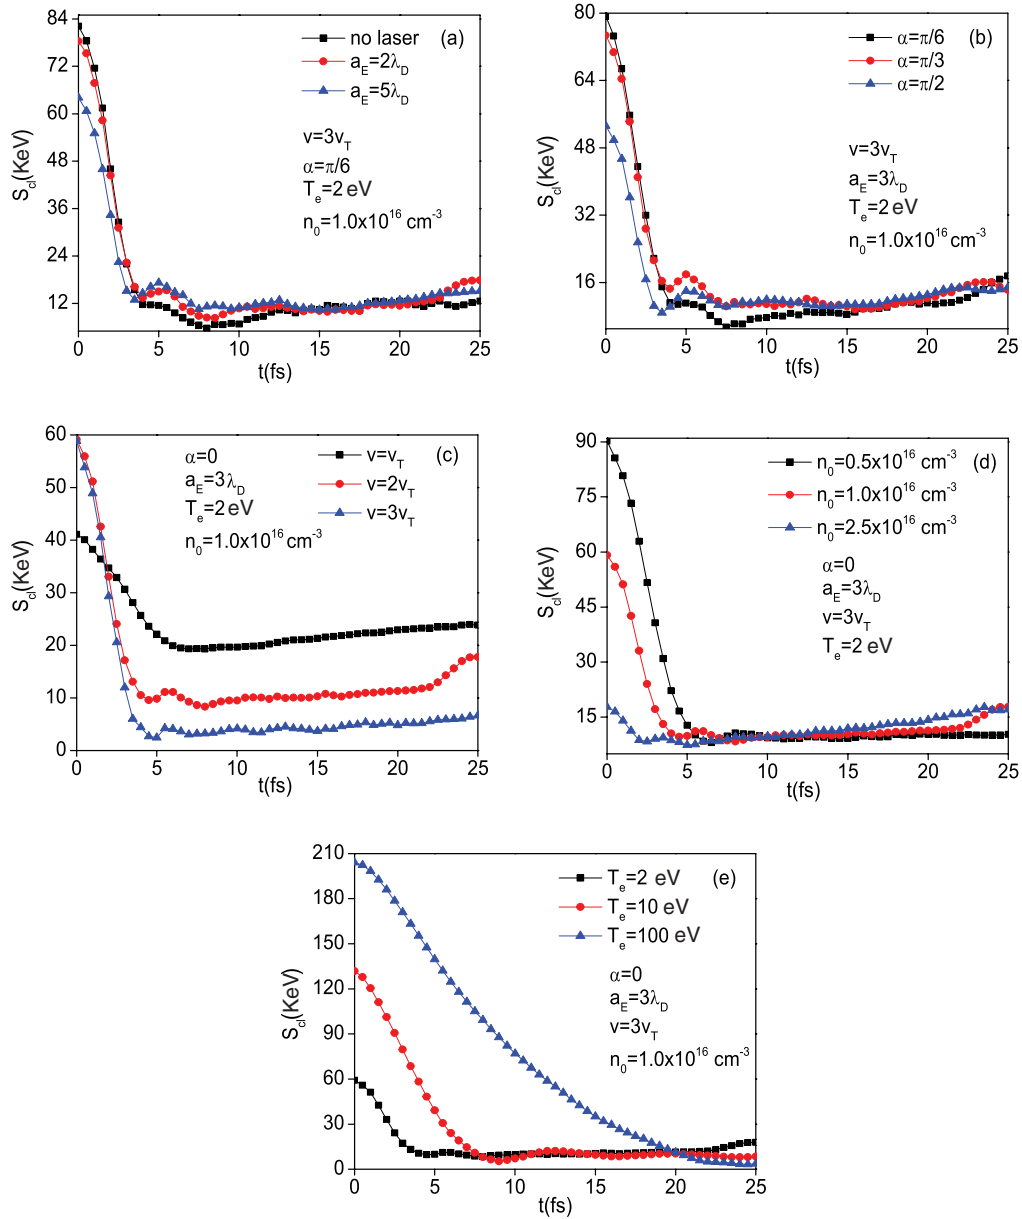 84
72
60
48
36
24
12
S_cl(KeV)
no laser
(a)
a_E=2λ_D
a_E=5λ_D
v=3v_T
α=π/6
T_e=2 eV
n_0=1.0x10^16 cm^-3
0 5 10 15 20 25
t(fs)
80
64
48
32
16
S_cl(KeV)
α=π/6
(b)
α=π/3
α=π/2
v=3v_T
a_E=3λ_D
T_e=2 eV
n_0=1.0x10^16 cm^-3
0 5 10 15 20 25
t(fs)
60
50
40
30
20
10
0
S_cl(KeV)
α=0
a_E=3λ_D
T_e=2 eV
n_0=1.0x10^16 cm^-3
v=v_T
(c)
v=2v_T
v=3v_T
0 5 10 15 20 25
t(fs)
90
75
60
45
30
15
S_cl(KeV)
n_0=0.5x10^16 cm^-3
n_0=1.0x10^16 cm^-3
(d)
n_0=2.5x10^16 cm^-3
α=0
a_E=3λ_D
v=3v_T
T_e=2 eV
0 5 10 15 20 25
t(fs)
210
180
150
120
90
60
30
0
S_cl(KeV)
T_e=2 eV
(e)
T_e=10 eV
T_e=100 eV
α=0
a_E=3λ_D
v=3v_T
n_0=1.0x10^16 cm^-3
0 5 10 15 20 25
t(fs)